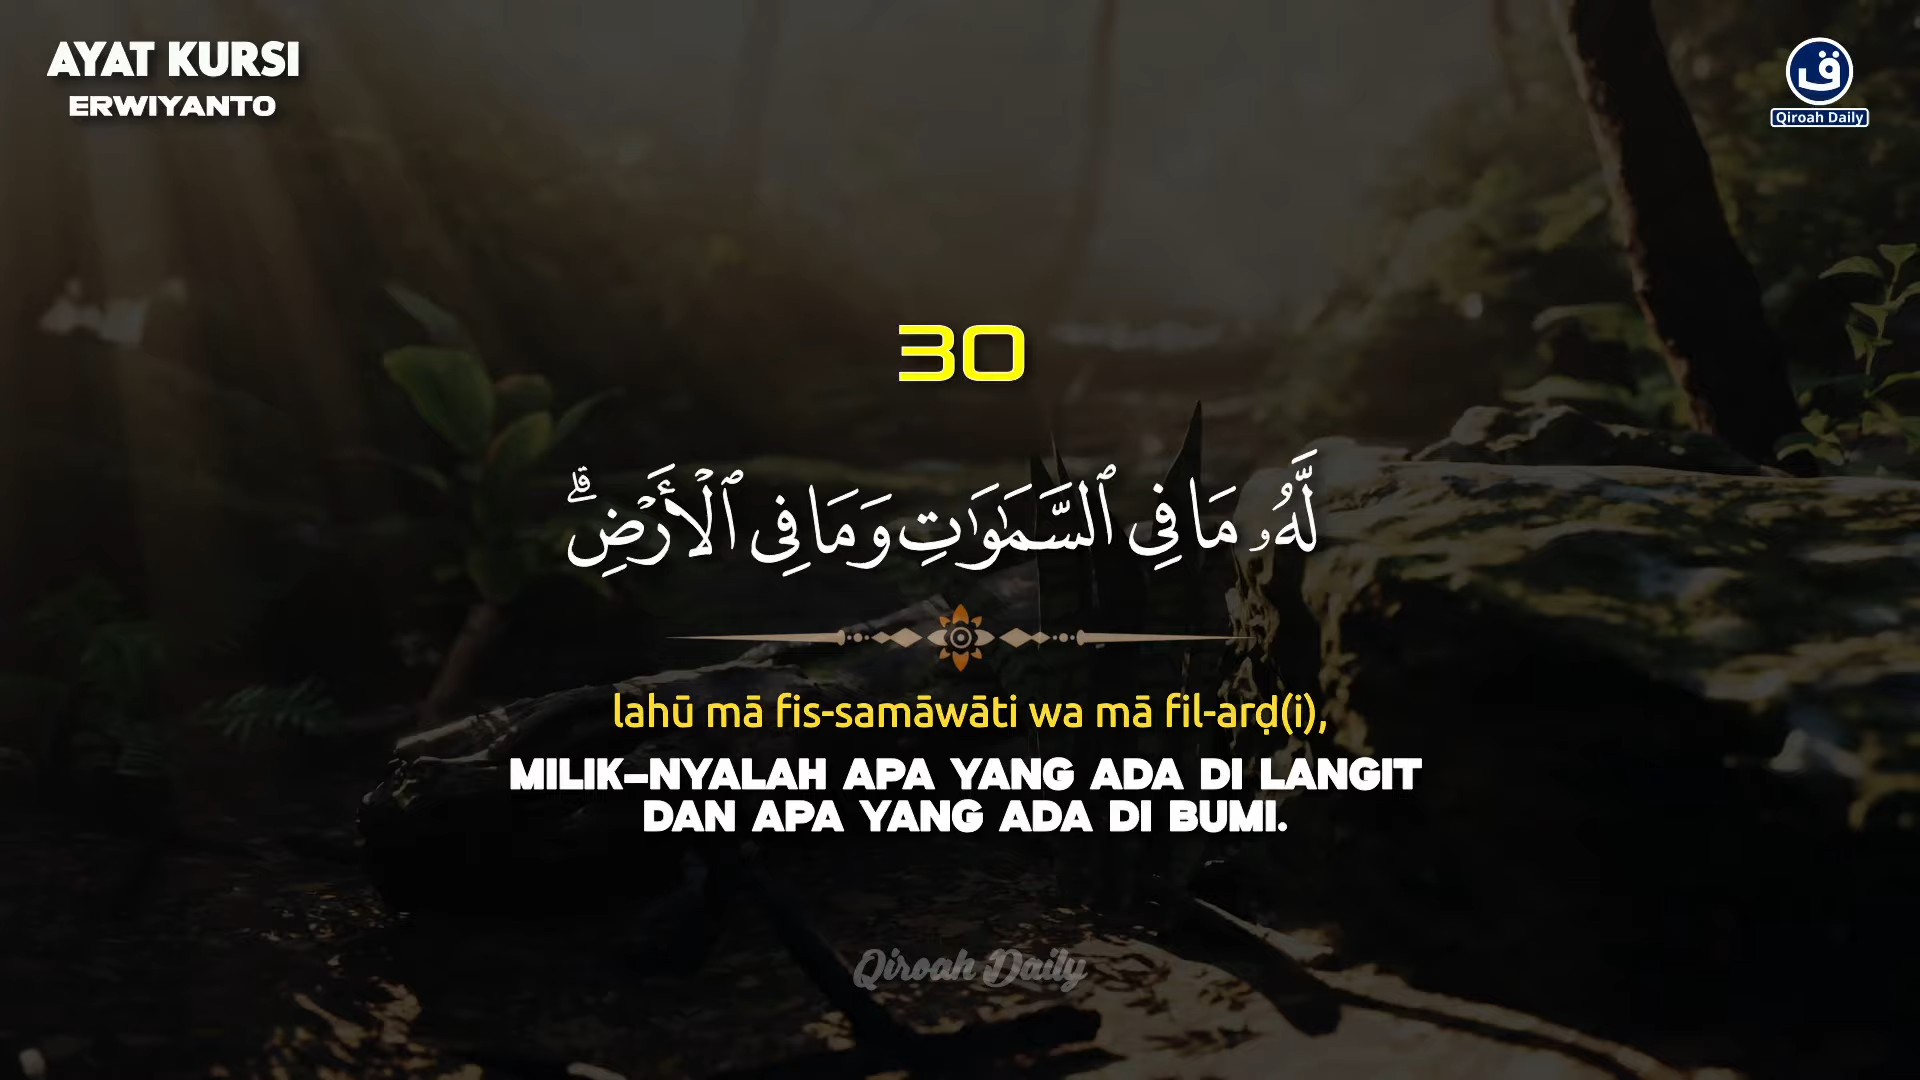 AYAT KURSI
ERWIYANTO
ق
Qiroah Daily
30
لَّهُۥ مَا فِى ٱلسَّمَـٰوَٰتِ وَمَا فِى ٱلْأَرْضِ ۗ
lahū mā fis-samāwāti wa mā fil-arḍ(i),
MILIK-NYALAH APA YANG ADA DI LANGIT
DAN APA YANG ADA DI BUMI.
Qiroah Daily